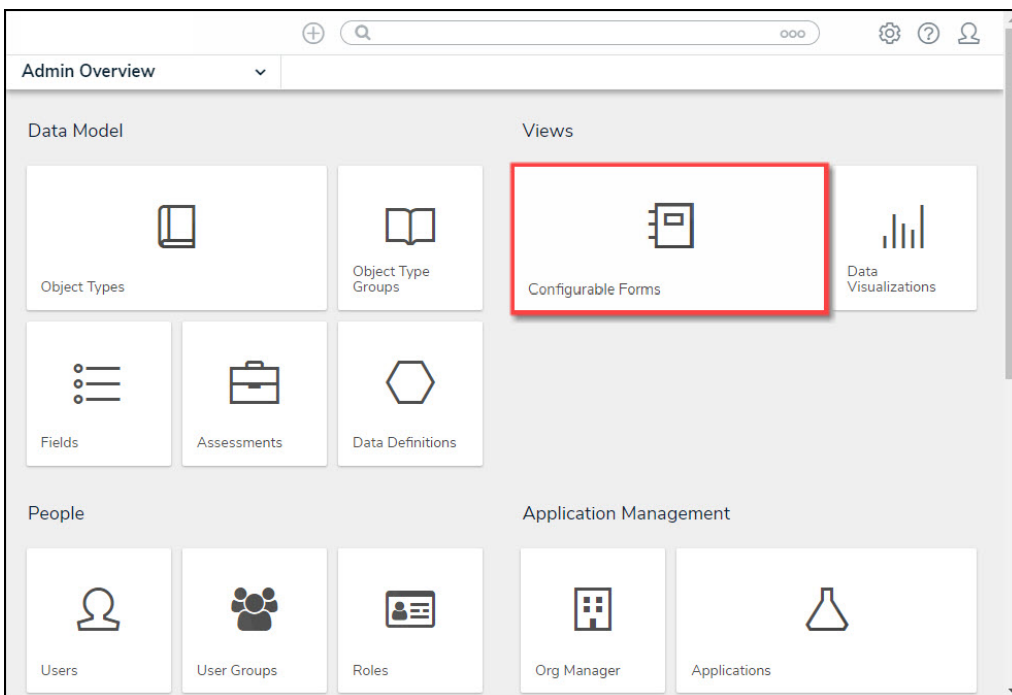 Admin Overview
Data Model
Views
Object Types
Object Type
Groups
Configurable Forms
Data
Visualizations
Fields
Assessments
Data Definitions
People
Application Management
Users
User Groups
Roles
Org Manager
Applications